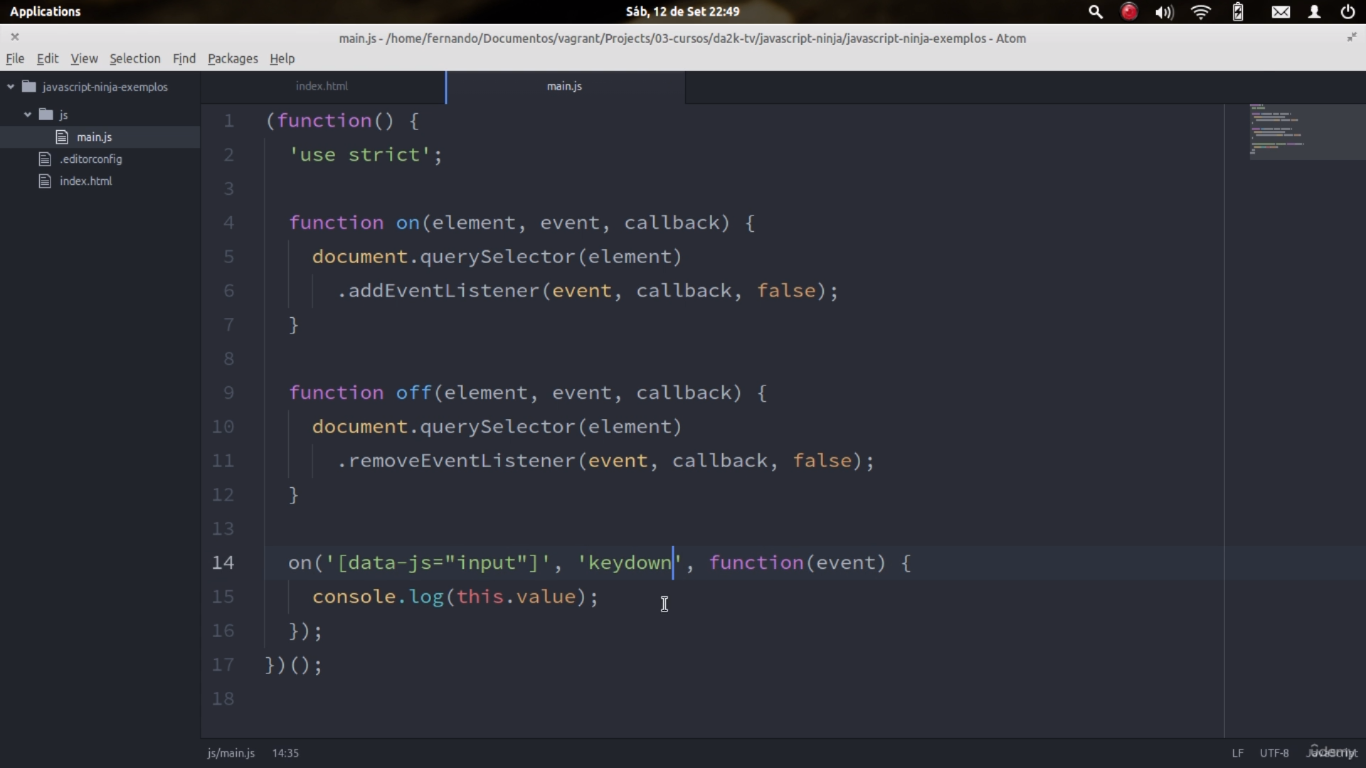 Applications
Sáb, 12 de Set 22:49
main.js - /home/fernando/Documentos/vagrant/Projects/03-cursos/da2k-tv/javascript-ninja/javascript-ninja-exemplos - Atom
File Edit View Selection Find Packages Help
javascript-ninja-exemplos
js
main.js
.editorconfig
index.html
index.html
main.js
1 (function() {
2 'use strict';
3
4 function on(element, event, callback) {
5 document.querySelector(element)
6 .addEventListener(event, callback, false);
7 }
8
9 function off(element, event, callback) {
10 document.querySelector(element)
11 .removeEventListener(event, callback, false);
12 }
13
14 on('[data-js="input"]', 'keydown', function(event) {
15 console.log(this.value);
16 });
17 })();
18
js/main.js 14:35
LF UTF-8